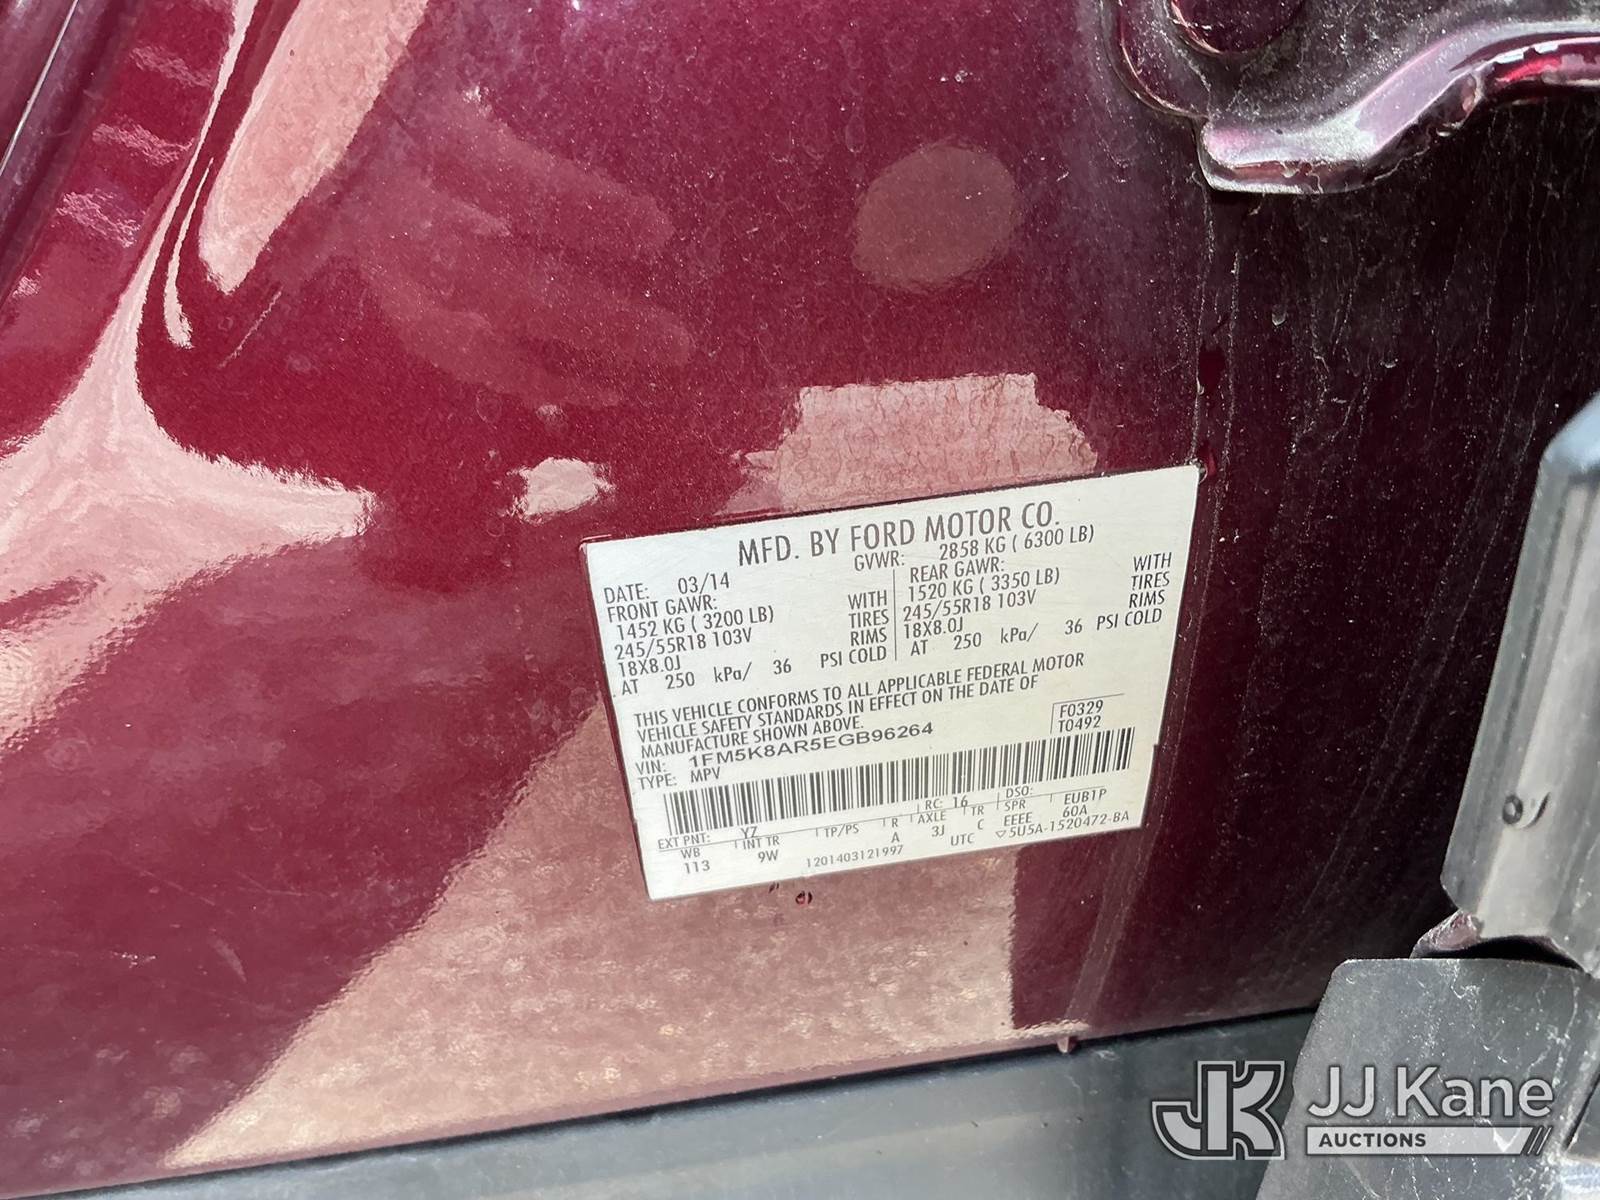 MFD. BY FORD MOTOR CO.
DATE: 03/14
GVWR: 2858 KG ( 6300 LB)
FRONT GAWR:
1452 KG ( 3200 LB) WITH
245/55R18 103V TIRES
18X8.0J RIMS
AT 250 kPa/ 36 PSI COLD
REAR GAWR:
1520 KG ( 3350 LB) WITH
245/55R18 103V TIRES
18X8.0J RIMS
AT 250 kPa/ 36 PSI COLD
THIS VEHICLE CONFORMS TO ALL APPLICABLE FEDERAL MOTOR
VEHICLE SAFETY STANDARDS IN EFFECT ON THE DATE OF
MANUFACTURE SHOWN ABOVE.
VIN: 1FM5K8AR5EGB96264
TYPE: MPV
F0329
T0492
EXT PNT: YZ RC: 16 DSO:
WB INT TR TP/PS R AXLE TR SPR EUB1P
113 9W A 3J C EEEE 60A
1201403121997 UTC ▽5U5A-1520472-BA
JK JJ Kane
AUCTIONS